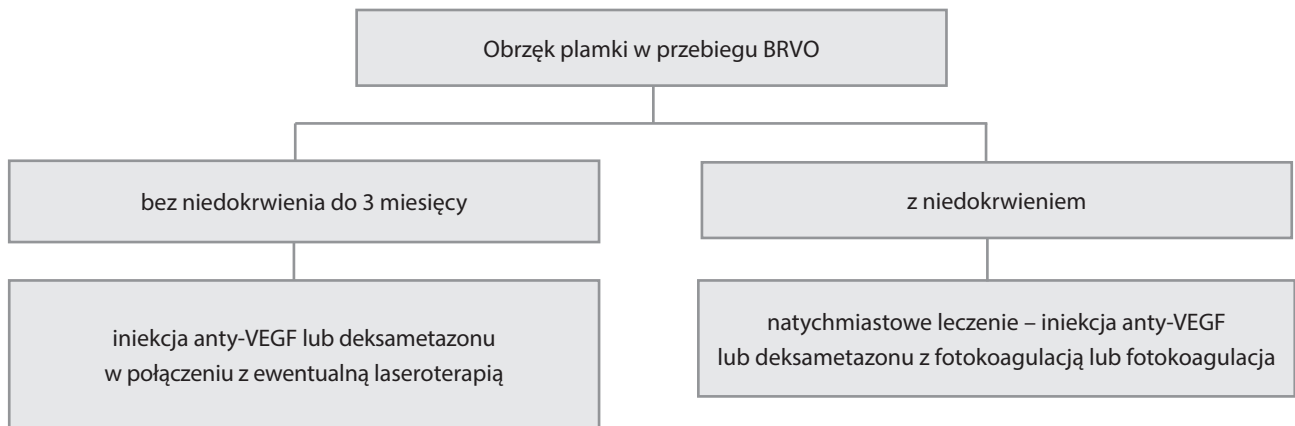 Obrzęk plamki w przebiegu BRVO
bez niedokrwienia do 3 miesięcy
z niedokrwieniem
iniekcja anty-VEGF lub deksametazonu
w połączeniu z ewentualną laseroterapią
natychmiastowe leczenie – iniekcja anty-VEGF
lub deksametazonu z fotokoagulacją lub fotokoagulacja